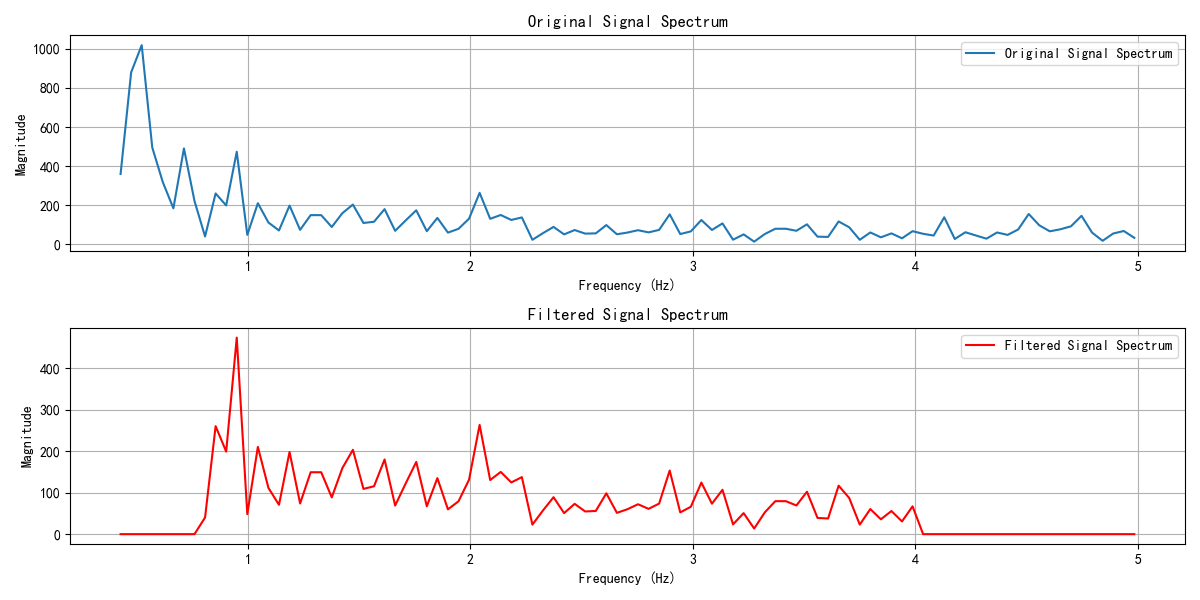 Original Signal Spectrum
1000
800
600
400
200
0
Magnitude
Original Signal Spectrum
1 2 3 4 5
Frequency (Hz)
Filtered Signal Spectrum
400
300
200
100
0
Magnitude
Filtered Signal Spectrum
1 2 3 4 5
Frequency (Hz)